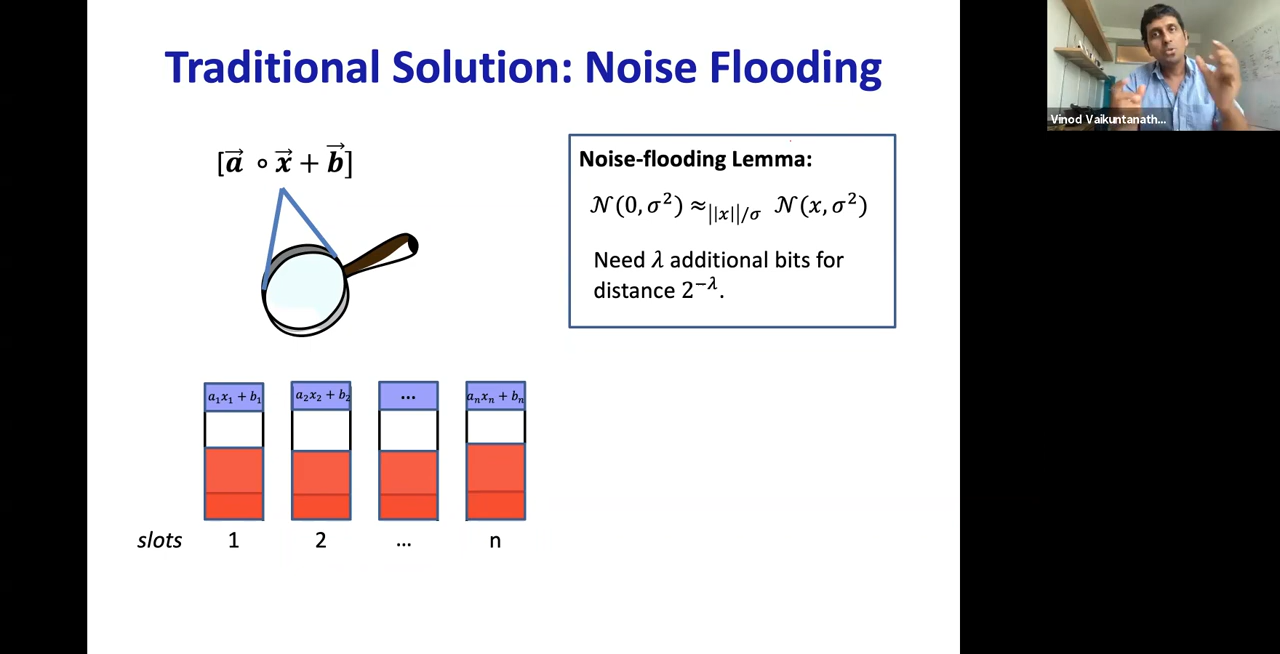 Traditional Solution: Noise Flooding
[a⃗ ∘ x⃗ + b⃗]
Noise-flooding Lemma:
𝒩(0, σ²) ≈_{||x||/σ} 𝒩(x, σ²)
Need λ additional bits for
distance 2^{−λ}.
a₁x₁ + b₁ a₂x₂ + b₂ ... aₙxₙ + bₙ
slots 1 2 ... n
Vinod Vaikuntanath...